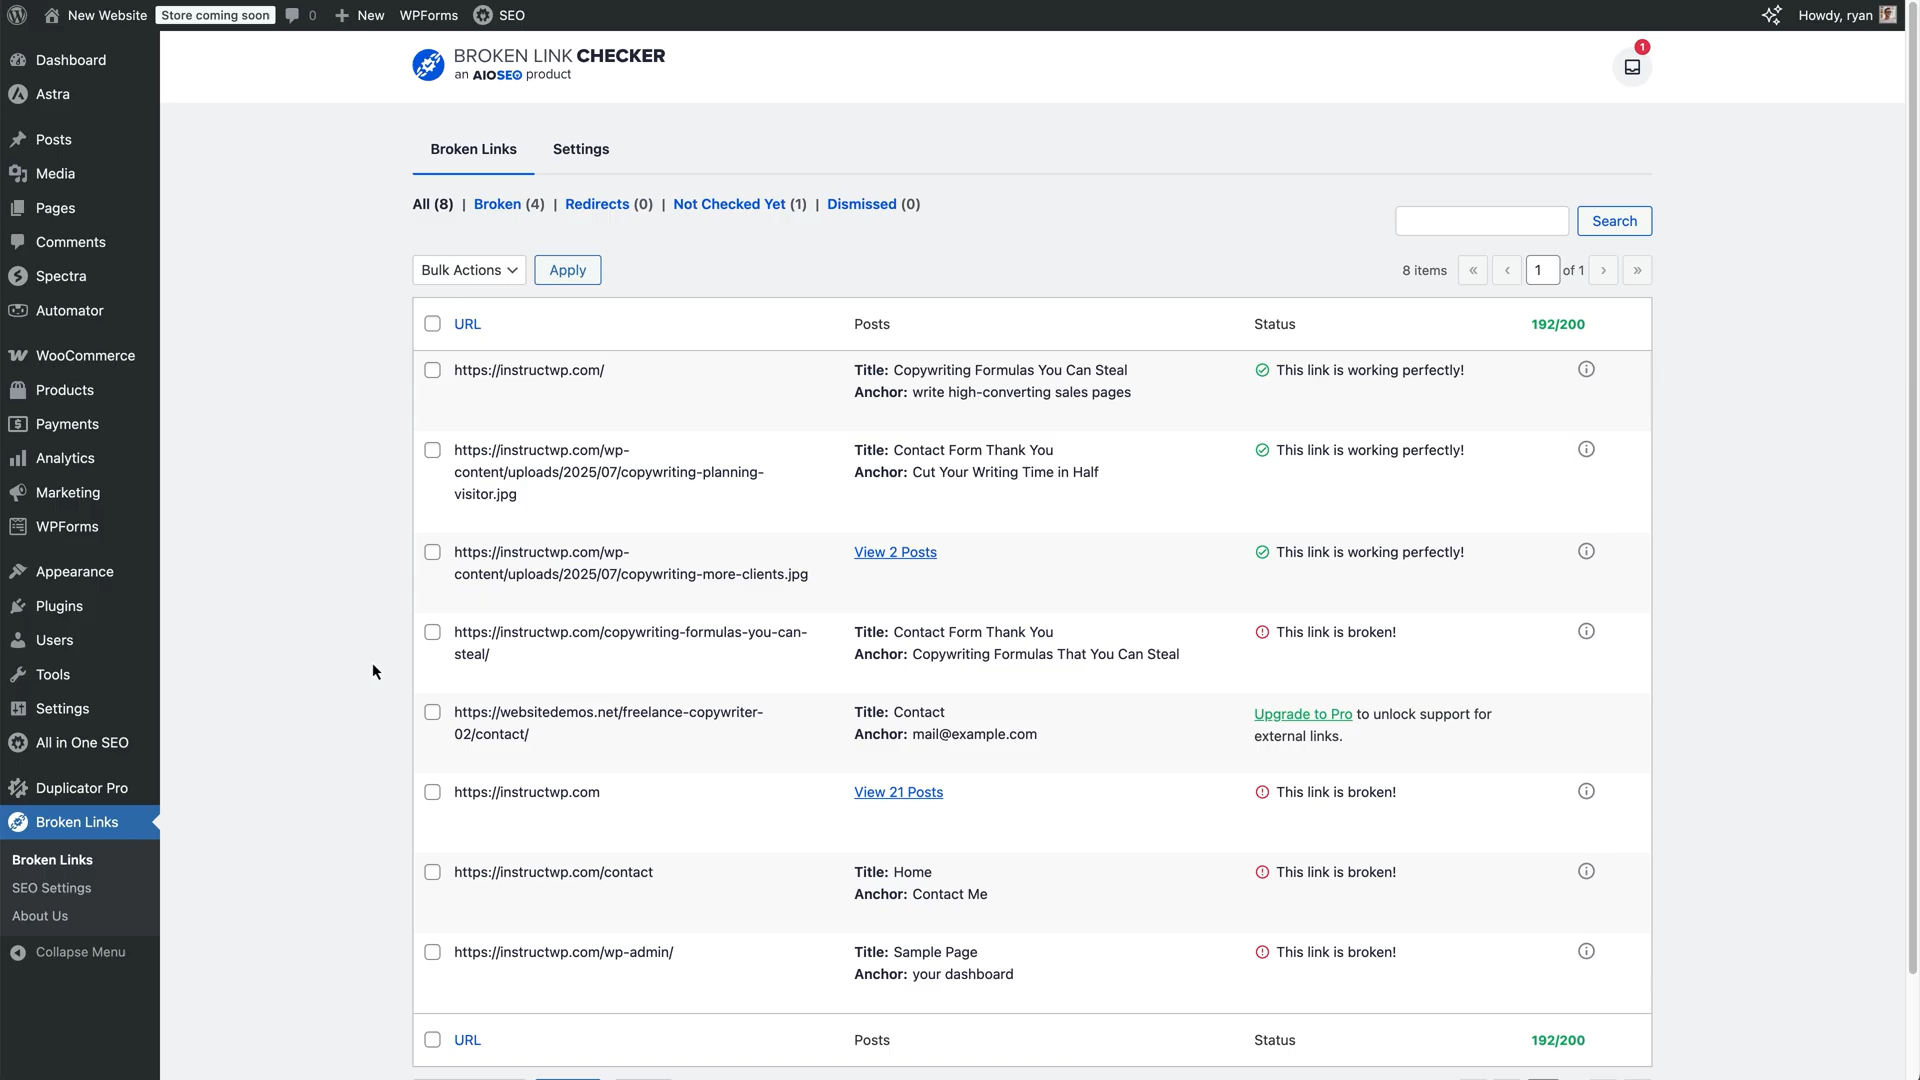 New Website
Store coming soon
0
New
WPForms
SEO
Howdy, ryan
Dashboard
Astra
Posts
Media
Pages
Comments
Spectra
Automator
WooCommerce
Products
Payments
Analytics
Marketing
WPForms
Appearance
Plugins
Users
Tools
Settings
All in One SEO
Duplicator Pro
Broken Links
Broken Links
SEO Settings
About Us
Collapse Menu
BROKEN LINK CHECKER
an AIOSEO product
1
Broken Links
Settings
All (8) | Broken (4) | Redirects (0) | Not Checked Yet (1) | Dismissed (0)
Search
Bulk Actions
Apply
8 items « ‹ 1 of 1 › »
URL
Posts
Status
192/200
https://instructwp.com/
Title: Copywriting Formulas You Can Steal
Anchor: write high-converting sales pages
This link is working perfectly!
https://instructwp.com/wp-
content/uploads/2025/07/copywriting-planning-
visitor.jpg
Title: Contact Form Thank You
Anchor: Cut Your Writing Time in Half
This link is working perfectly!
https://instructwp.com/wp-
content/uploads/2025/07/copywriting-more-clients.jpg
View 2 Posts
This link is working perfectly!
https://instructwp.com/copywriting-formulas-you-can-
steal/
Title: Contact Form Thank You
Anchor: Copywriting Formulas That You Can Steal
This link is broken!
https://websitedemos.net/freelance-copywriter-
02/contact/
Title: Contact
Anchor: mail@example.com
Upgrade to Pro to unlock support for
external links.
https://instructwp.com
View 21 Posts
This link is broken!
https://instructwp.com/contact
Title: Home
Anchor: Contact Me
This link is broken!
https://instructwp.com/wp-admin/
Title: Sample Page
Anchor: your dashboard
This link is broken!
URL
Posts
Status
192/200